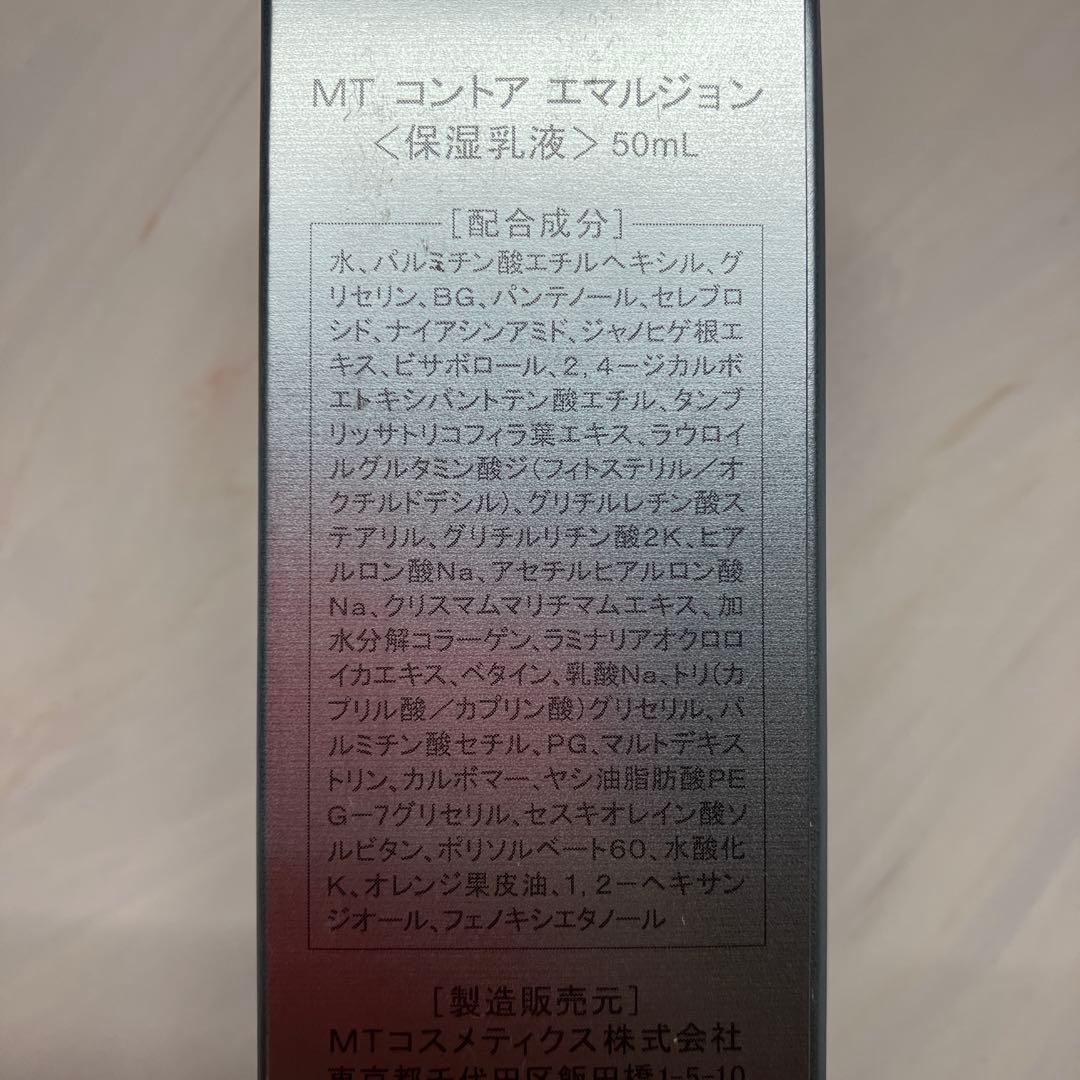 MT コントア エマルジョン
〈保湿乳液〉50mL
[配合成分]
水、パルミチン酸エチルヘキシル、グ
リセリン、BG、パンテノール、セレブロ
シド、ナイアシンアミド、ジャノヒゲ根エ
キス、ビサボロール、2,4-ジカルボ
エトキシパントテン酸エチル、タンブ
リッサトリコフィラ葉エキス、ラウロイ
ルグルタミン酸ジ(フィトステリル/オ
クチルドデシル)、グリチルレチン酸ス
テアリル、グリチルリチン酸2K、ヒア
ルロン酸Na、アセチルヒアルロン酸
Na、クリスマムマリチマムエキス、加
水分解コラーゲン、ラミナリアオクロロ
イカエキス、ベタイン、乳酸Na、トリ(カ
プリル酸/カプリン酸)グリセリル、パ
ルミチン酸セチル、PG、マルトデキス
トリン、カルボマー、ヤシ油脂肪酸PE
G-7グリセリル、セスキオレイン酸ソ
ルビタン、ポリソルベート60、水酸化
K、オレンジ果皮油、1,2-ヘキサン
ジオール、フェノキシエタノール
[製造販売元]
MTコスメティクス株式会社
東京都千代田区飯田橋1-5-10